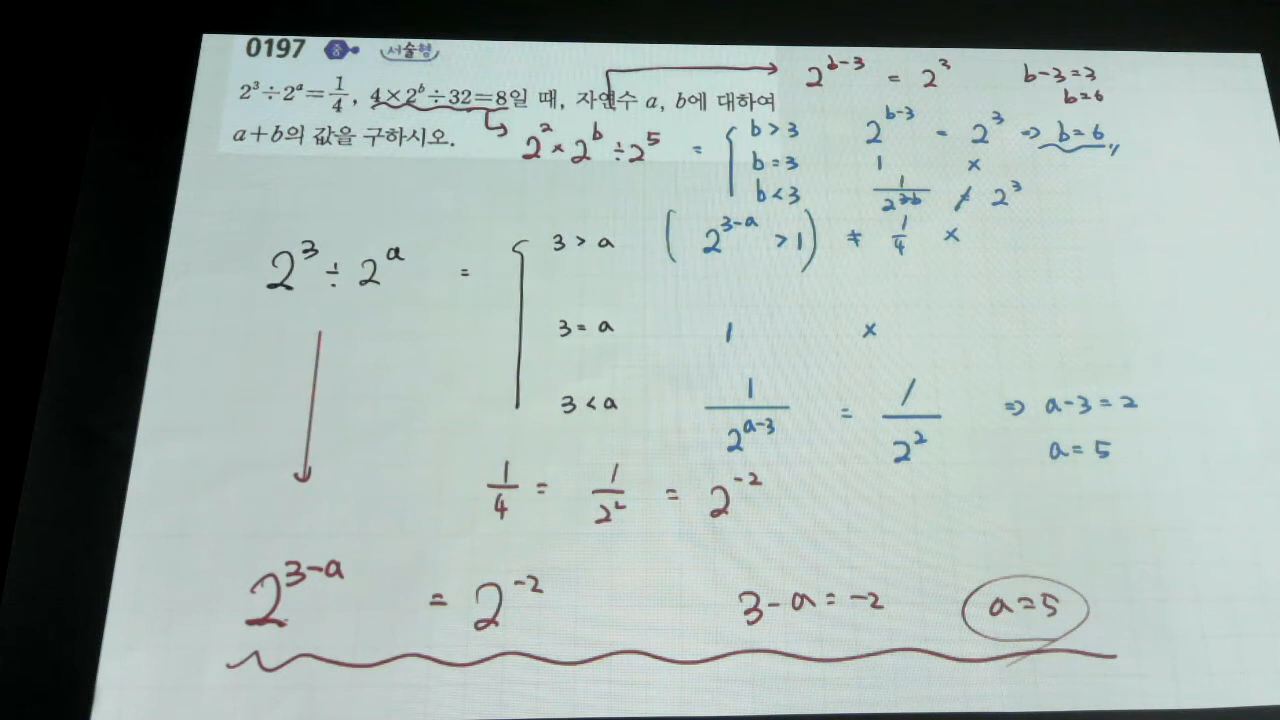 0197 중 서술형
2³÷2ᵃ=1/4, 4×2ᵇ÷32=8일 때, 자연수 a, b에 대하여
a+b의 값을 구하시오.
2^(b-3) = 2³ b-3=3
b=6
2² × 2ᵇ ÷ 2⁵ = { b>3 2^(b-3) = 2³ ⇒ b=6
b=3 1 ×
b<3 1/2^(3-b) ≠ 2³
2³ ÷ 2ᵃ = { 3>a ( 2^(3-a) >1 ) ≠ 1/4 ×
3=a 1 ×
3<a 1/2^(a-3) = 1/2² ⇒ a-3=2
a=5
1/4 = 1/2² = 2^(-2)
2^(3-a) = 2^(-2) 3-a=-2 a=5